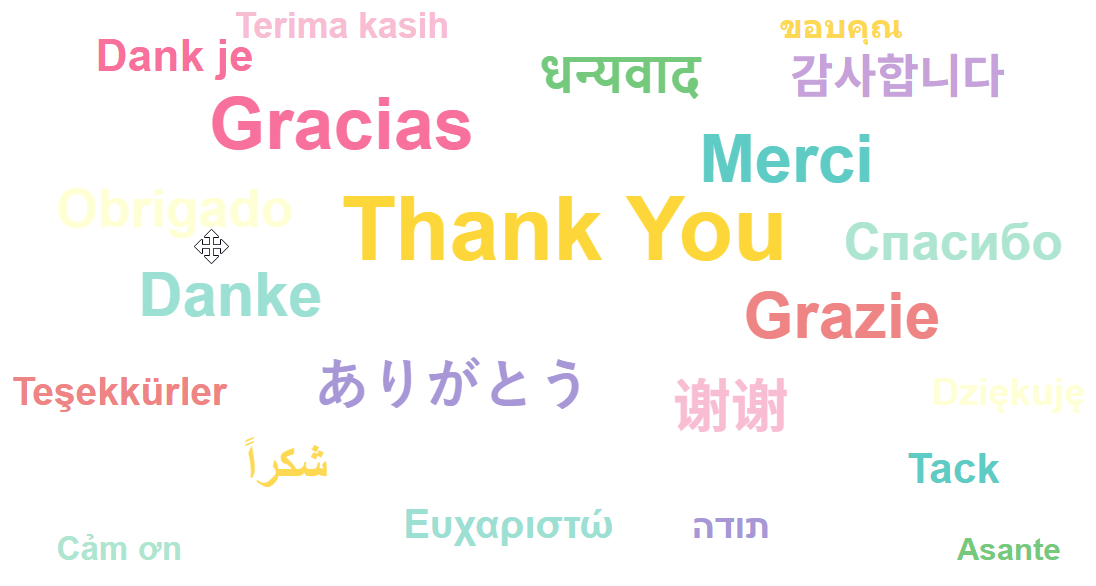 Terima kasih
ขอบคุณ
Dank je
धन्यवाद
감사합니다
Gracias
Merci
Obrigado
Thank You
Спасибо
Danke
Grazie
Teşekkürler
ありがとう
谢谢
Dziękuję
شكراً
Tack
Ευχαριστώ
תודה
Cảm ơn
Asante